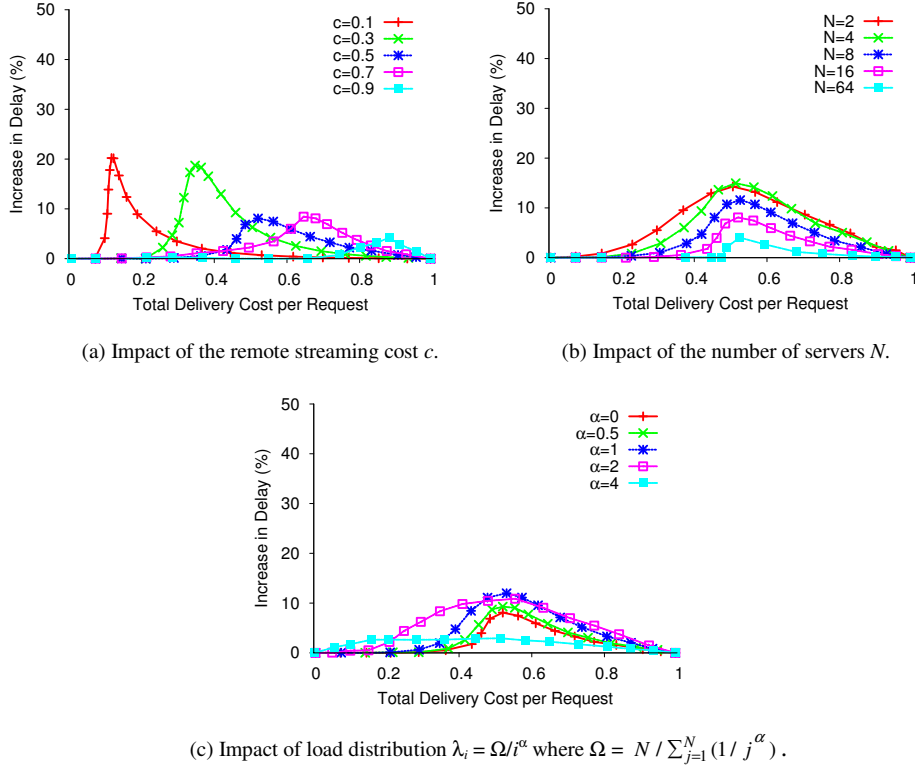 50
40
30
20
10
0
Increase in Delay (%)
c=0.1
c=0.3
c=0.5
c=0.7
c=0.9
0 0.2 0.4 0.6 0.8 1
Total Delivery Cost per Request
(a) Impact of the remote streaming cost c.
50
40
30
20
10
0
Increase in Delay (%)
N=2
N=4
N=8
N=16
N=64
0 0.2 0.4 0.6 0.8 1
Total Delivery Cost per Request
(b) Impact of the number of servers N.
50
40
30
20
10
0
Increase in Delay (%)
α=0
α=0.5
α=1
α=2
α=4
0 0.2 0.4 0.6 0.8 1
Total Delivery Cost per Request
(c) Impact of load distribution λ_i = Ω/i^α where Ω = N / ∑_{j=1}^{N} (1/ j^α) .